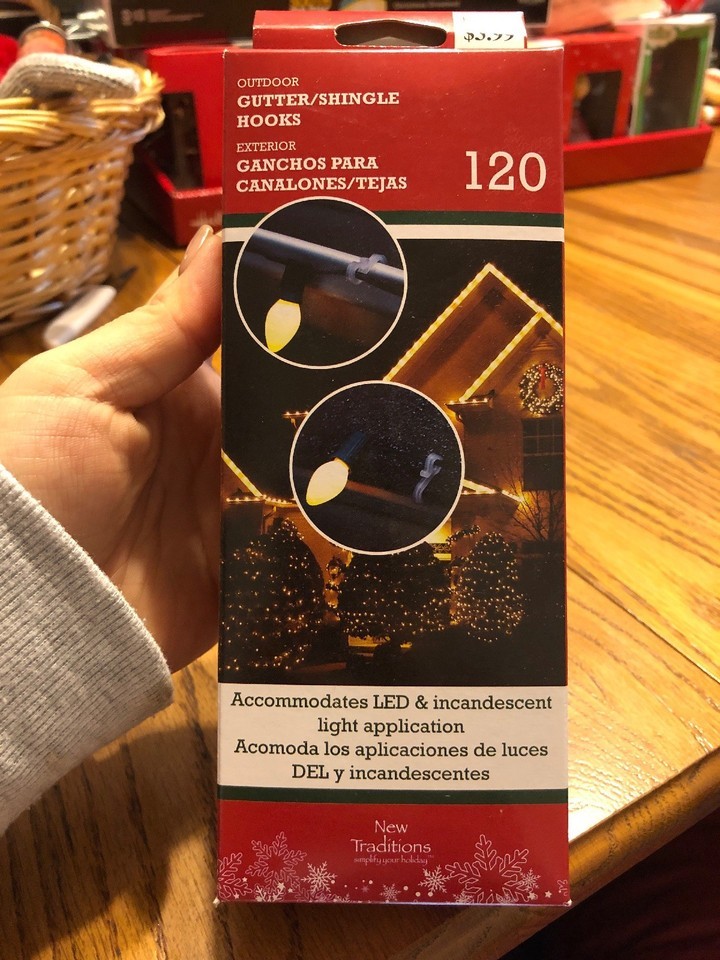 OUTDOOR
GUTTER/SHINGLE
HOOKS
EXTERIOR
GANCHOS PARA
CANALONES/TEJAS
120
Accommodates LED & incandescent
light application
Acomoda los aplicaciones de luces
DEL y incandescentes
New
Traditions
simplify your holiday™